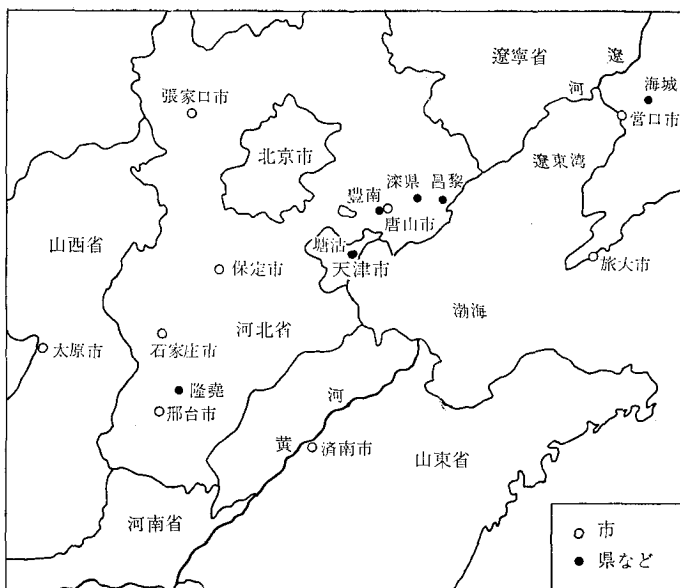 遼寧省
遼
河
海城
営口市
張家口市
北京市
遼東湾
灤県
昌黎
豊南
唐山市
塘沽
天津市
旅大市
山西省
保定市
渤海
河北省
太原市
石家庄市
隆堯
邢台市
河
黄
済南市
山東省
河南省
市
県など